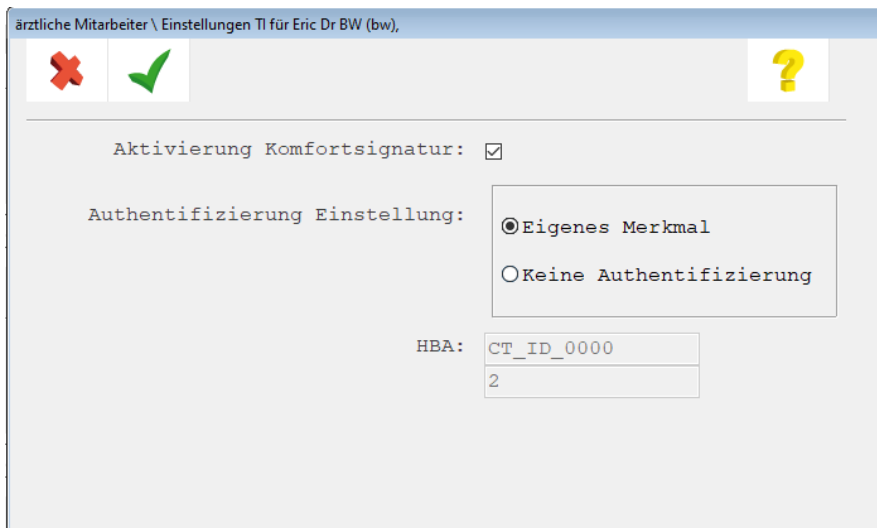 ärztliche Mitarbeiter \ Einstellungen TI für Eric Dr BW (bw),
Aktivierung Komfortsignatur:
Authentifizierung Einstellung:
Eigenes Merkmal
Keine Authentifizierung
HBA: CT_ID_0000
2